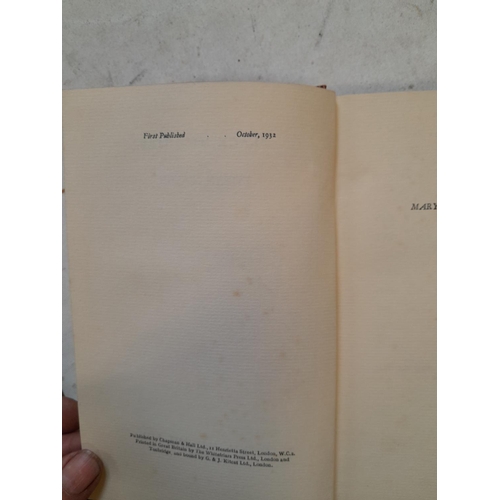 First Published . . October, 1932
MARY
Published by Chapman & Hall Ltd., 11 Henrietta Street, London, W.C.2
Printed in Great Britain by The Whitefriars Press Ltd., London and
Tonbridge and bound by G. & J. Kitcat Ltd., London.